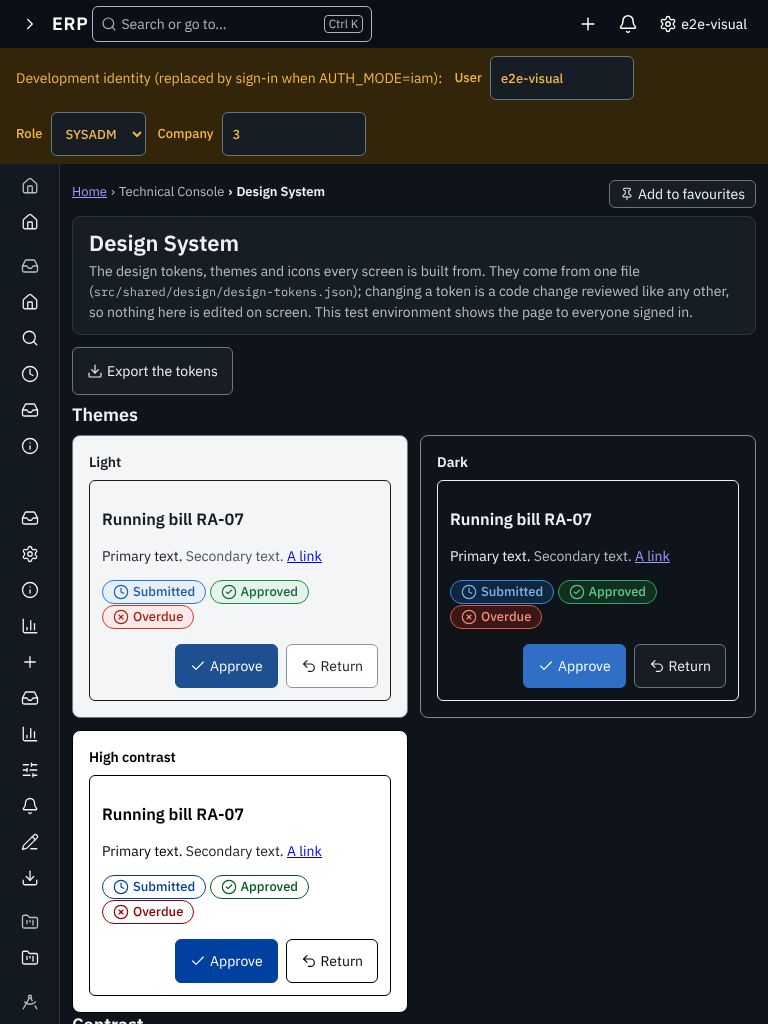 ERP
Search or go to…
Ctrl K
e2e-visual
Development identity (replaced by sign-in when AUTH_MODE=iam):
User
e2e-visual
Role
SYSADM
Company
3
Home › Technical Console › Design System
Add to favourites
Design System
The design tokens, themes and icons every screen is built from. They come from one file
(src/shared/design/design-tokens.json); changing a token is a code change reviewed like any other,
so nothing here is edited on screen. This test environment shows the page to everyone signed in.
Export the tokens
Themes
Light
Running bill RA-07
Primary text. Secondary text. A link
Submitted
Approved
Overdue
Approve
Return
Dark
Running bill RA-07
Primary text. Secondary text. A link
Submitted
Approved
Overdue
Approve
Return
High contrast
Running bill RA-07
Primary text. Secondary text. A link
Submitted
Approved
Overdue
Approve
Return
Contrast